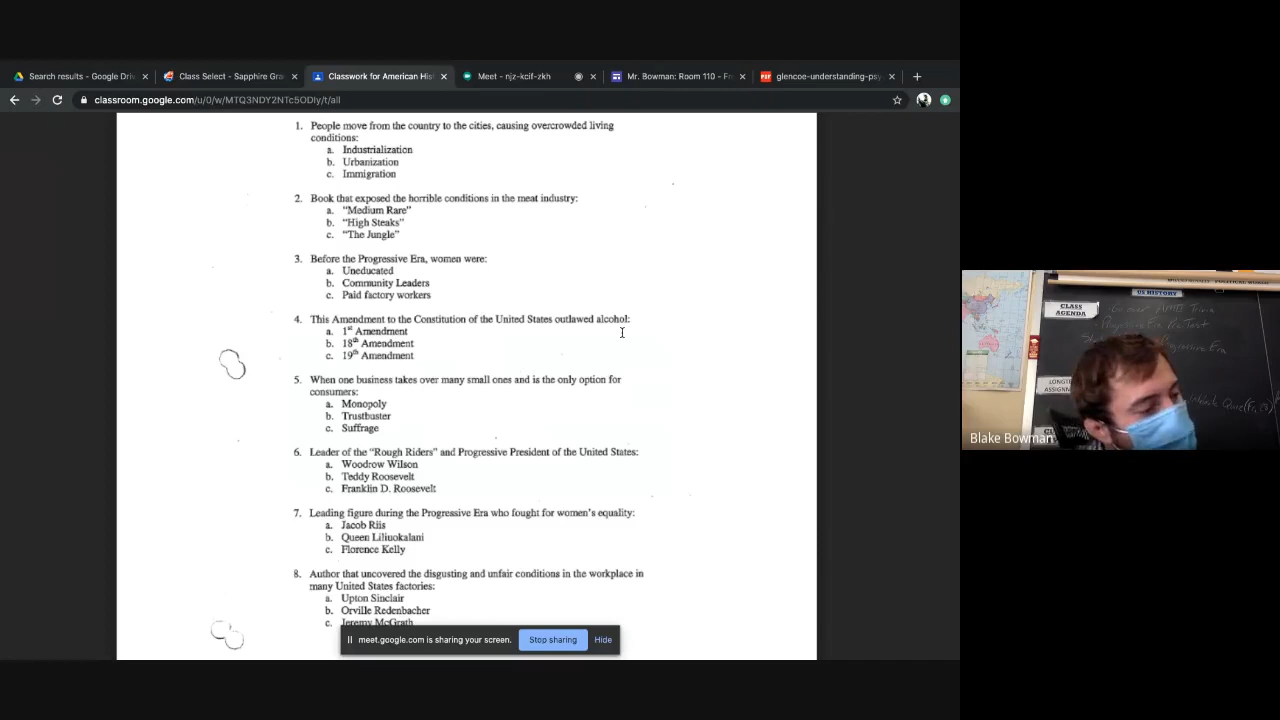 Search results - Google Driv
Class Select - Sapphire Gra
Classwork for American His
Meet - njz-kcif-zkh
Mr. Bowman: Room 110 - Fr
glencoe-understanding-psy
classroom.google.com/u/0/w/MTQ3NDY2NTc5ODIy/t/all
1. People move from the country to the cities, causing overcrowded living
conditions:
a. Industrialization
b. Urbanization
c. Immigration
2. Book that exposed the horrible conditions in the meat industry:
a. "Medium Rare"
b. "High Steaks"
c. "The Jungle"
3. Before the Progressive Era, women were:
a. Uneducated
b. Community Leaders
c. Paid factory workers
4. This Amendment to the Constitution of the United States outlawed alcohol:
a. 1st Amendment
b. 18th Amendment
c. 19th Amendment
5. When one business takes over many small ones and is the only option for
consumers:
a. Monopoly
b. Trustbuster
c. Suffrage
6. Leader of the "Rough Riders" and Progressive President of the United States:
a. Woodrow Wilson
b. Teddy Roosevelt
c. Franklin D. Roosevelt
7. Leading figure during the Progressive Era who fought for women's equality:
a. Jacob Riis
b. Queen Liliuokalani
c. Florence Kelly
8. Author that uncovered the disgusting and unfair conditions in the workplace in
many United States factories:
a. Upton Sinclair
b. Orville Redenbacher
c. Jeremy McGrath
meet.google.com is sharing your screen.
Stop sharing
Hide
US HISTORY
CLASS
AGENDA
Blake Bowman